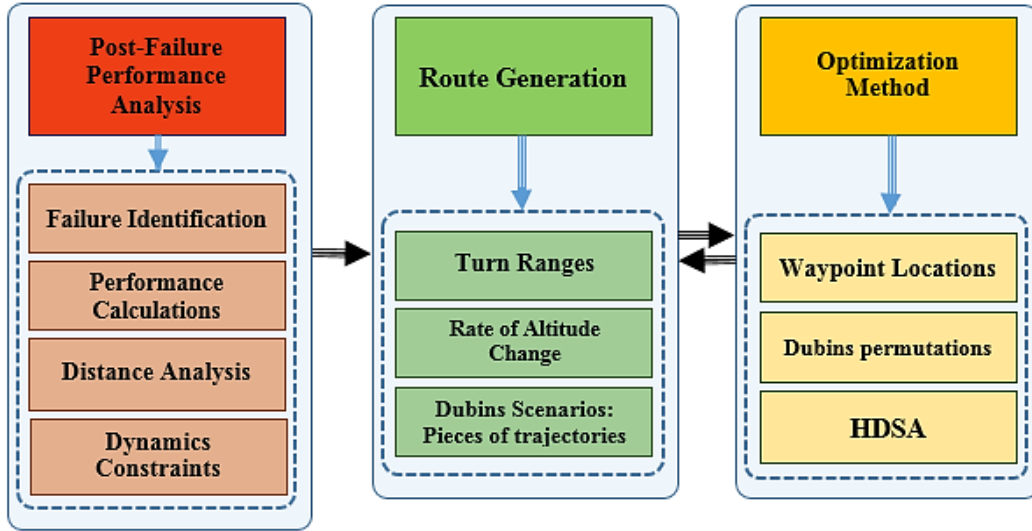 Post-Failure
Performance
Analysis
Failure Identification
Performance
Calculations
Distance Analysis
Dynamics
Constraints
Route Generation
Turn Ranges
Rate of Altitude
Change
Dubins Scenarios:
Pieces of trajectories
Optimization
Method
Waypoint Locations
Dubins permutations
HDSA